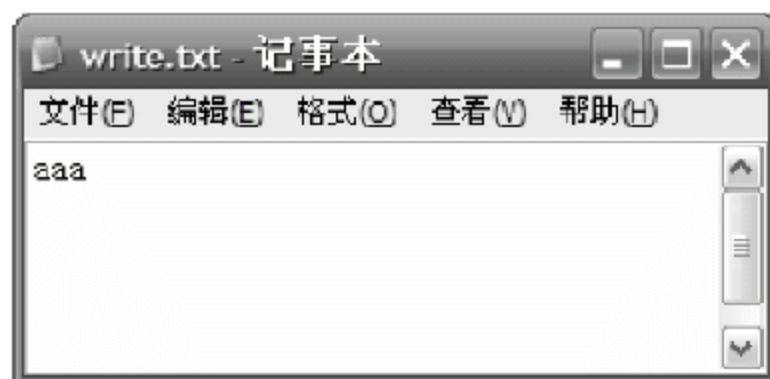 write.txt - 记事本
文件(F) 编辑(E) 格式(O) 查看(V) 帮助(H)
aaa